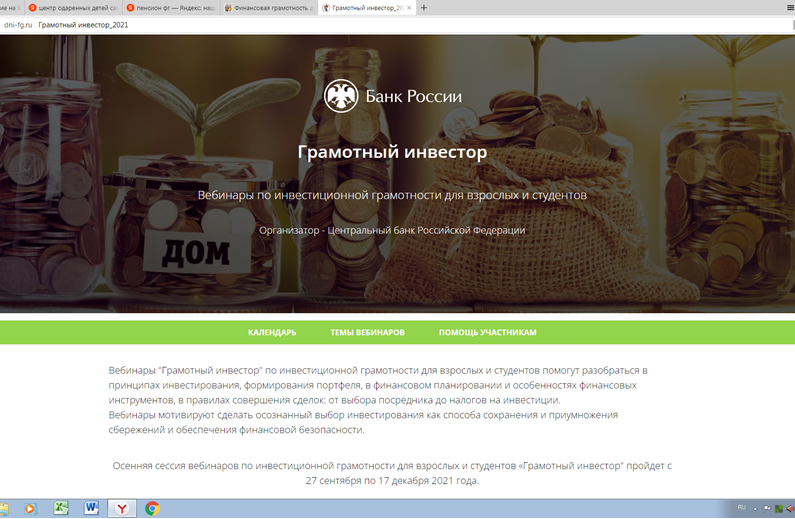 центр одаренных детей
пенсион фг — Яндекс: наш
Финансовая грамотность д
Грамотный инвестор_20
dni-fg.ru Грамотный инвестор_2021
Банк России
Грамотный инвестор
Вебинары по инвестиционной грамотности для взрослых и студентов
Организатор - Центральный банк Российской Федерации
ДОМ
КАЛЕНДАРЬ ТЕМЫ ВЕБИНАРОВ ПОМОЩЬ УЧАСТНИКАМ
Вебинары "Грамотный инвестор" по инвестиционной грамотности для взрослых и студентов помогут разобраться в
принципах инвестирования, формирования портфеля, в финансовом планировании и особенностях финансовых
инструментов, в правилах совершения сделок: от выбора посредника до налогов на инвестиции.
Вебинары мотивируют сделать осознанный выбор инвестирования как способа сохранения и приумножения
сбережений и обеспечения финансовой безопасности.
Осенняя сессия вебинаров по инвестиционной грамотности для взрослых и студентов «Грамотный инвестор" пройдет с
27 сентября по 17 декабря 2021 года.
RU